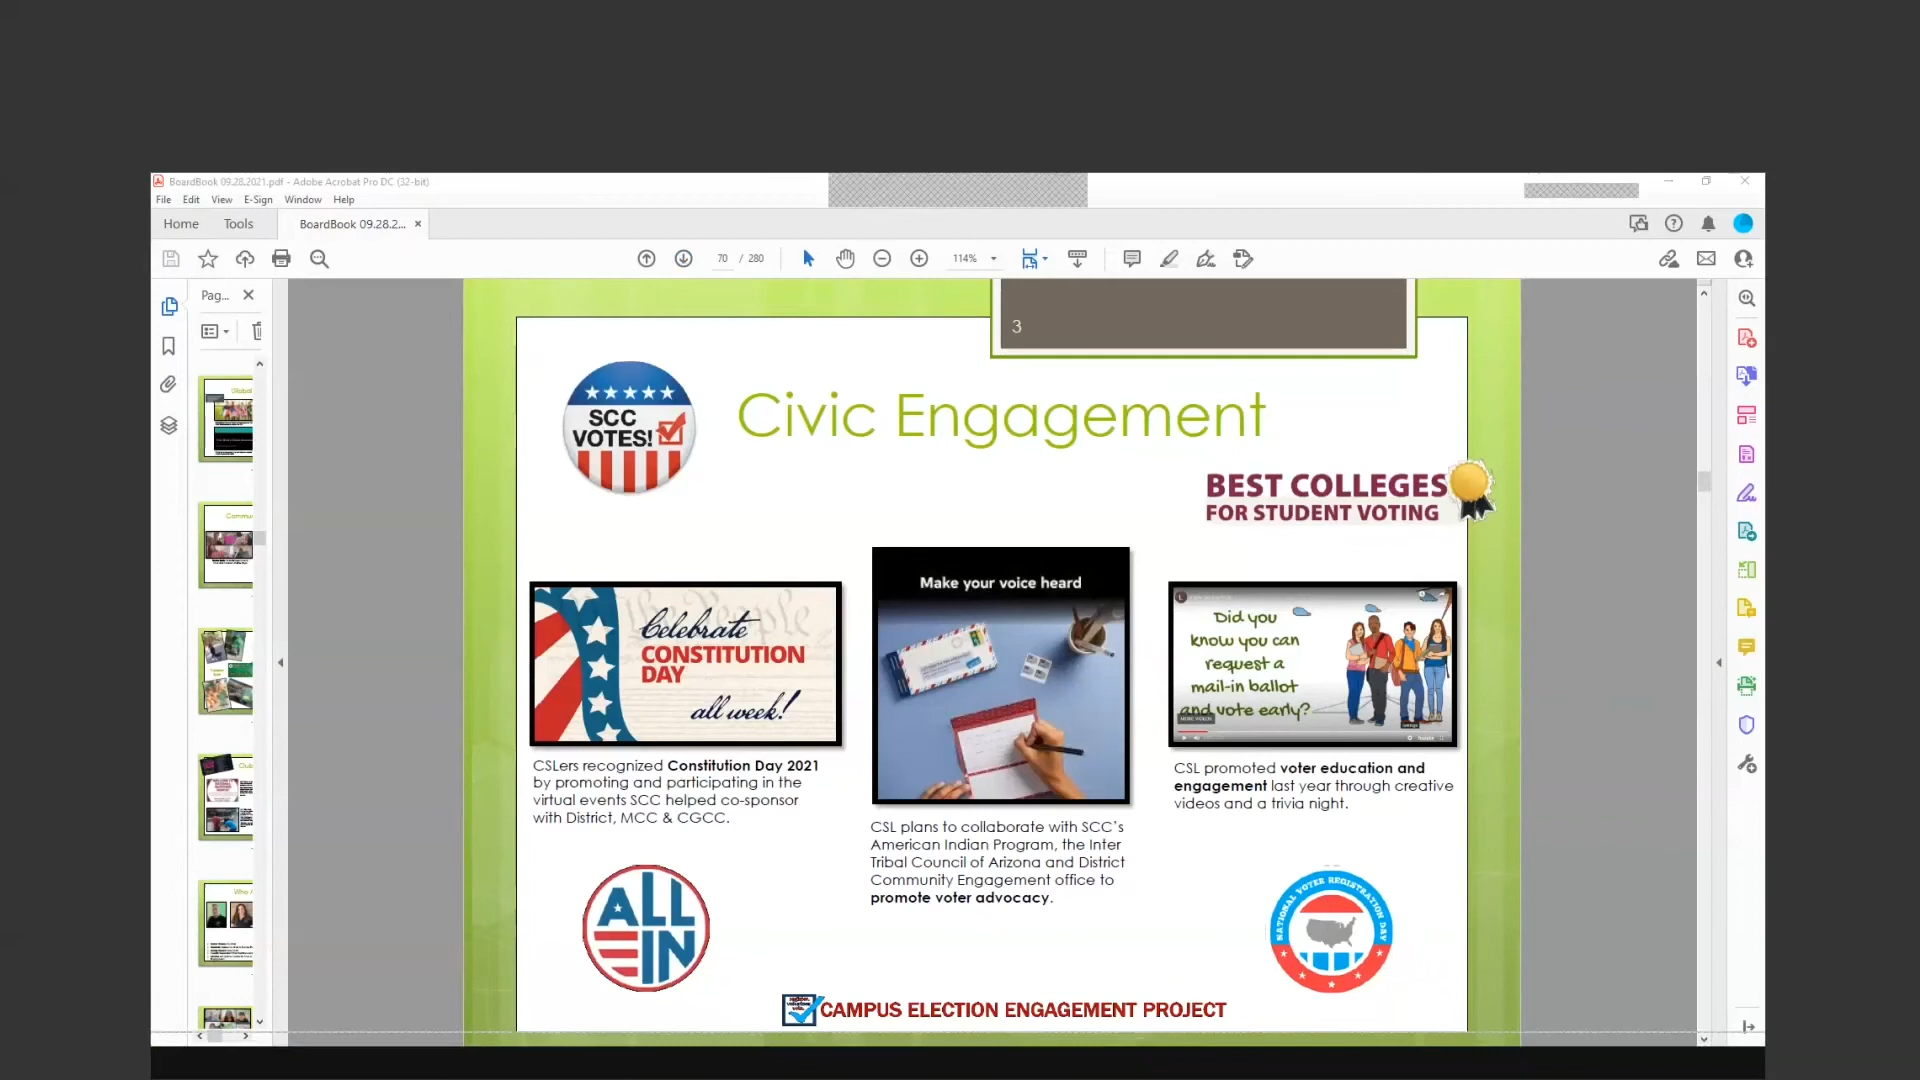 BoardBook 09.28.2021.pdf - Adobe Acrobat Pro DC (32-bit)
File Edit View E-Sign Window Help
Home Tools BoardBook 09.28.2...
70 / 280 114%
Pag...
3
SCC
VOTES!
Civic Engagement
BEST COLLEGES
FOR STUDENT VOTING
Celebrate
CONSTITUTION
DAY
all week!
CSLers recognized Constitution Day 2021
by promoting and participating in the
virtual events SCC helped co-sponsor
with District, MCC & CGCC.
Make your voice heard
CSL plans to collaborate with SCC's
American Indian Program, the Inter
Tribal Council of Arizona and District
Community Engagement office to
promote voter advocacy.
Did you
know you can
request a
mail-in ballot
and vote early?
MORE VIDEOS
CSL promoted voter education and
engagement last year through creative
videos and a trivia night.
ALL
IN
NATIONAL VOTER REGISTRATION DAY
CAMPUS ELECTION ENGAGEMENT PROJECT